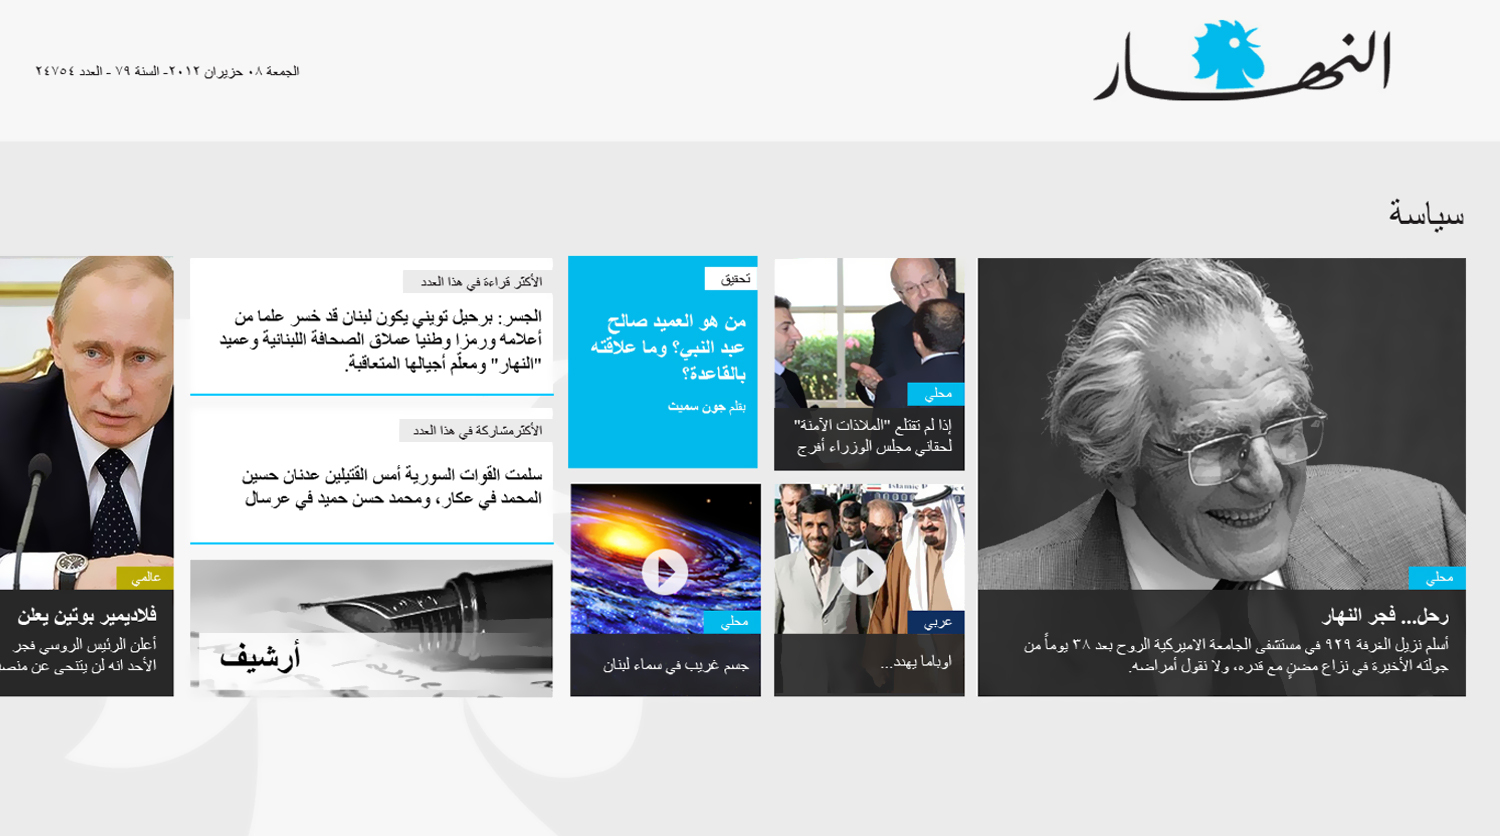 النهار
الجمعة ٠٨ حزيران ٢٠١٢- السنة ٧٩ - العدد ٢٤٧٥٤
سياسة
محلي
رحل... فجر النهار
أسلم نزيل الغرفة ٩٢٩ في مستشفى الجامعة الاميركية الروح بعد ٣٨ يوماً من
جولته الأخيرة في نزاع مضنٍ مع قدره، ولا نقول أمراضه.
محلي
إذا لم تقتلع "الملاذات الآمنة"
لحقاني مجلس الوزراء أفرج
Islamic
عربي
اوباما يهدد...
تحقيق
من هو العميد صالح
عبد النبي؟ وما علاقته
بالقاعدة؟
بقلم جون سميث
محلي
جسم غريب في سماء لبنان
الأكثر قراءة في هذا العدد
الجسر: برحيل تويني يكون لبنان قد خسر علما من
أعلامه ورمزا وطنيا عملاق الصحافة اللبنانية وعميد
"النهار" ومعلّم أجيالها المتعاقبة.
الأكثرمشاركة في هذا العدد
سلمت القوات السورية أمس القتيلين عدنان حسين
المحمد في عكار، ومحمد حسن حميد في عرسال
أرشيف
عالمي
فلاديمير بوتين يعلن
أعلن الرئيس الروسي فجر
الأحد انه لن يتنحى عن منصة